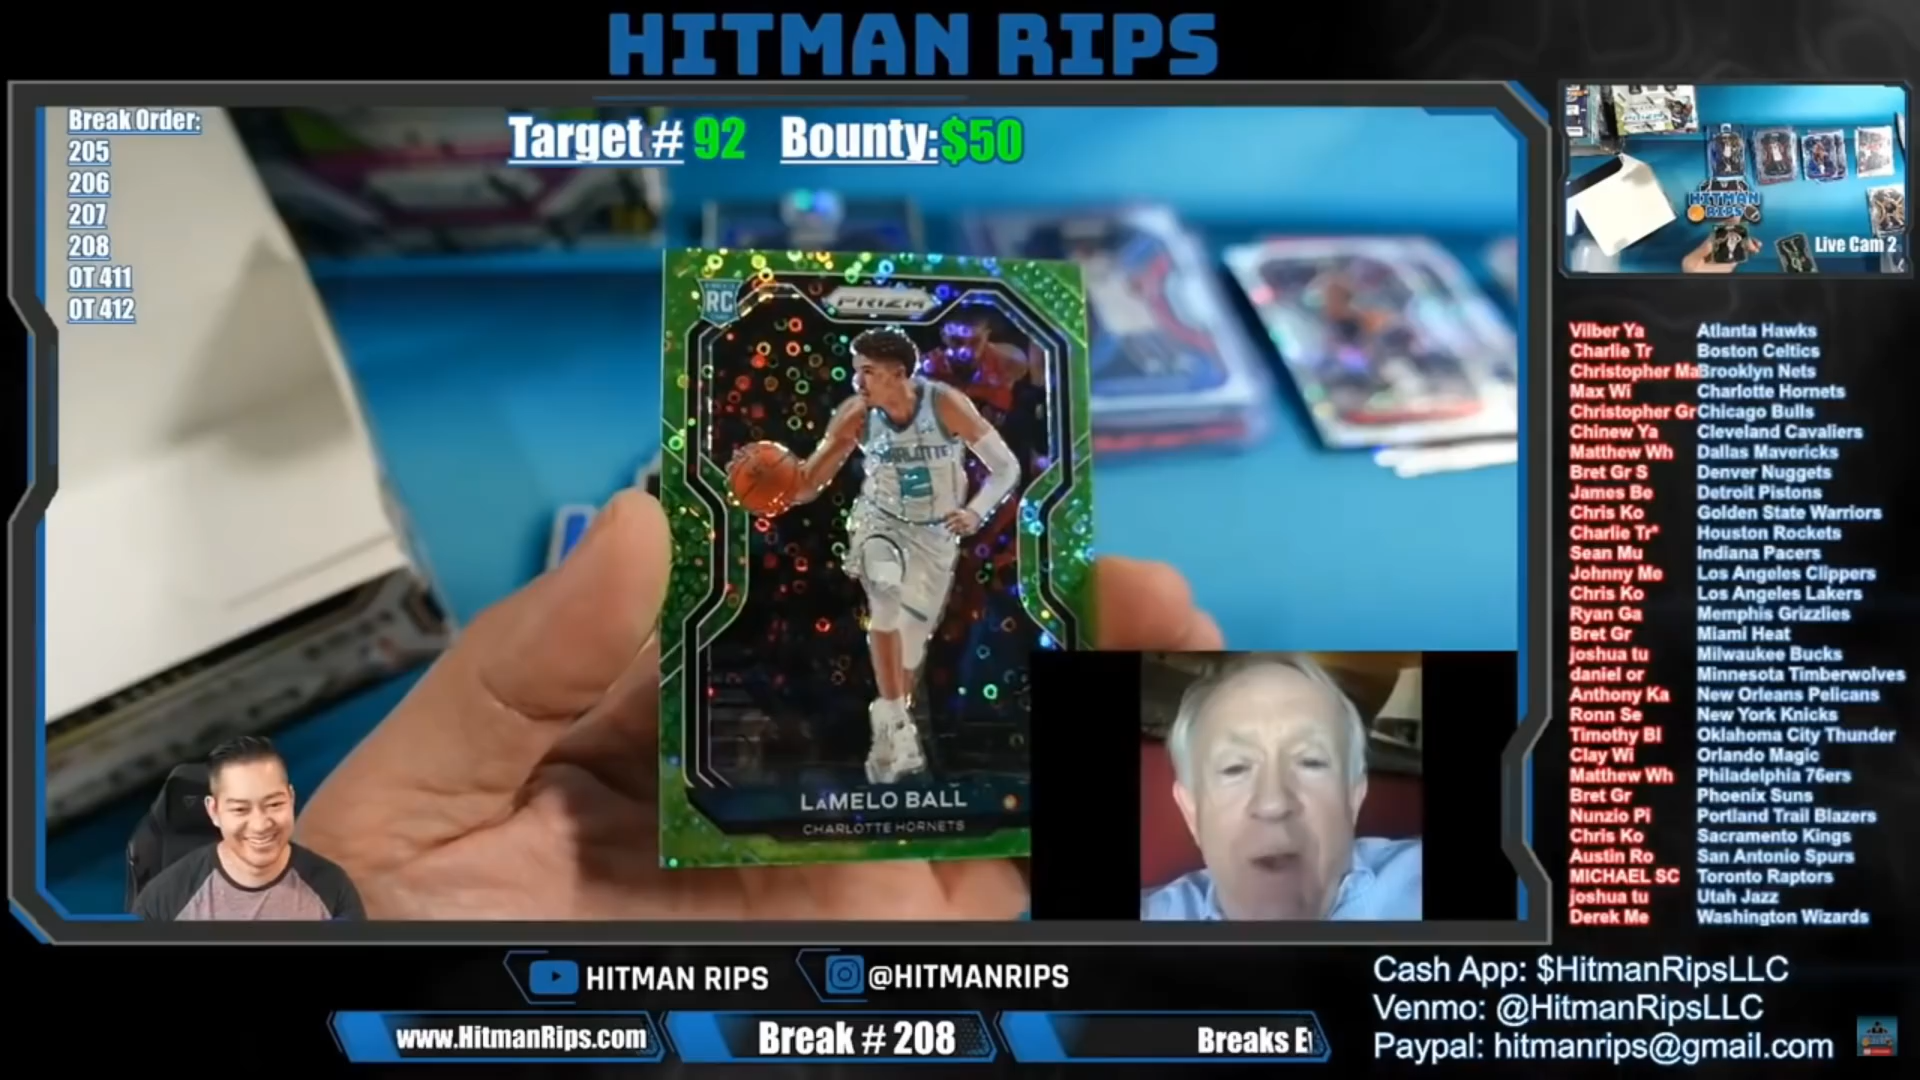 HITMAN RIPS
Break Order:
205
206
207
208
OT 411
OT 412
Target # 92 Bounty:$50
RC
PRIZM
CHARLOTTE
2
LAMELO BALL
CHARLOTTE HORNETS
HITMAN
RIPS
Live Cam 2
Vilber Ya Atlanta Hawks
Charlie Tr Boston Celtics
Christopher Ma Brooklyn Nets
Max Wi Charlotte Hornets
Christopher Gr Chicago Bulls
Chinew Ya Cleveland Cavaliers
Matthew Wh Dallas Mavericks
Bret Gr S Denver Nuggets
James Be Detroit Pistons
Chris Ko Golden State Warriors
Charlie Tr* Houston Rockets
Sean Mu Indiana Pacers
Johnny Me Los Angeles Clippers
Chris Ko Los Angeles Lakers
Ryan Ga Memphis Grizzlies
Bret Gr Miami Heat
joshua tu Milwaukee Bucks
daniel or Minnesota Timberwolves
Anthony Ka New Orleans Pelicans
Ronn Se New York Knicks
Timothy Bl Oklahoma City Thunder
Clay Wi Orlando Magic
Matthew Wh Philadelphia 76ers
Bret Gr Phoenix Suns
Nunzio Pi Portland Trail Blazers
Chris Ko Sacramento Kings
Austin Ro San Antonio Spurs
MICHAEL SC Toronto Raptors
joshua tu Utah Jazz
Derek Me Washington Wizards
HITMAN RIPS @HITMANRIPS
www.HitmanRips.com Break # 208 Breaks E
Cash App: $HitmanRipsLLC
Venmo: @HitmanRipsLLC
Paypal: hitmanrips@gmail.com